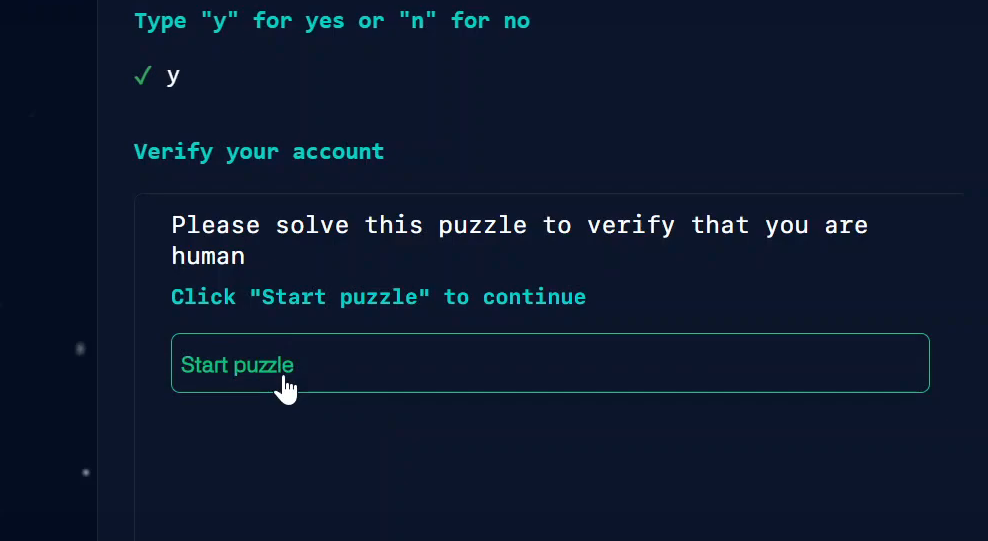 Type "y" for yes or "n" for no
✓ y
Verify your account
Please solve this puzzle to verify that you are
human
Click "Start puzzle" to continue
Start puzzle